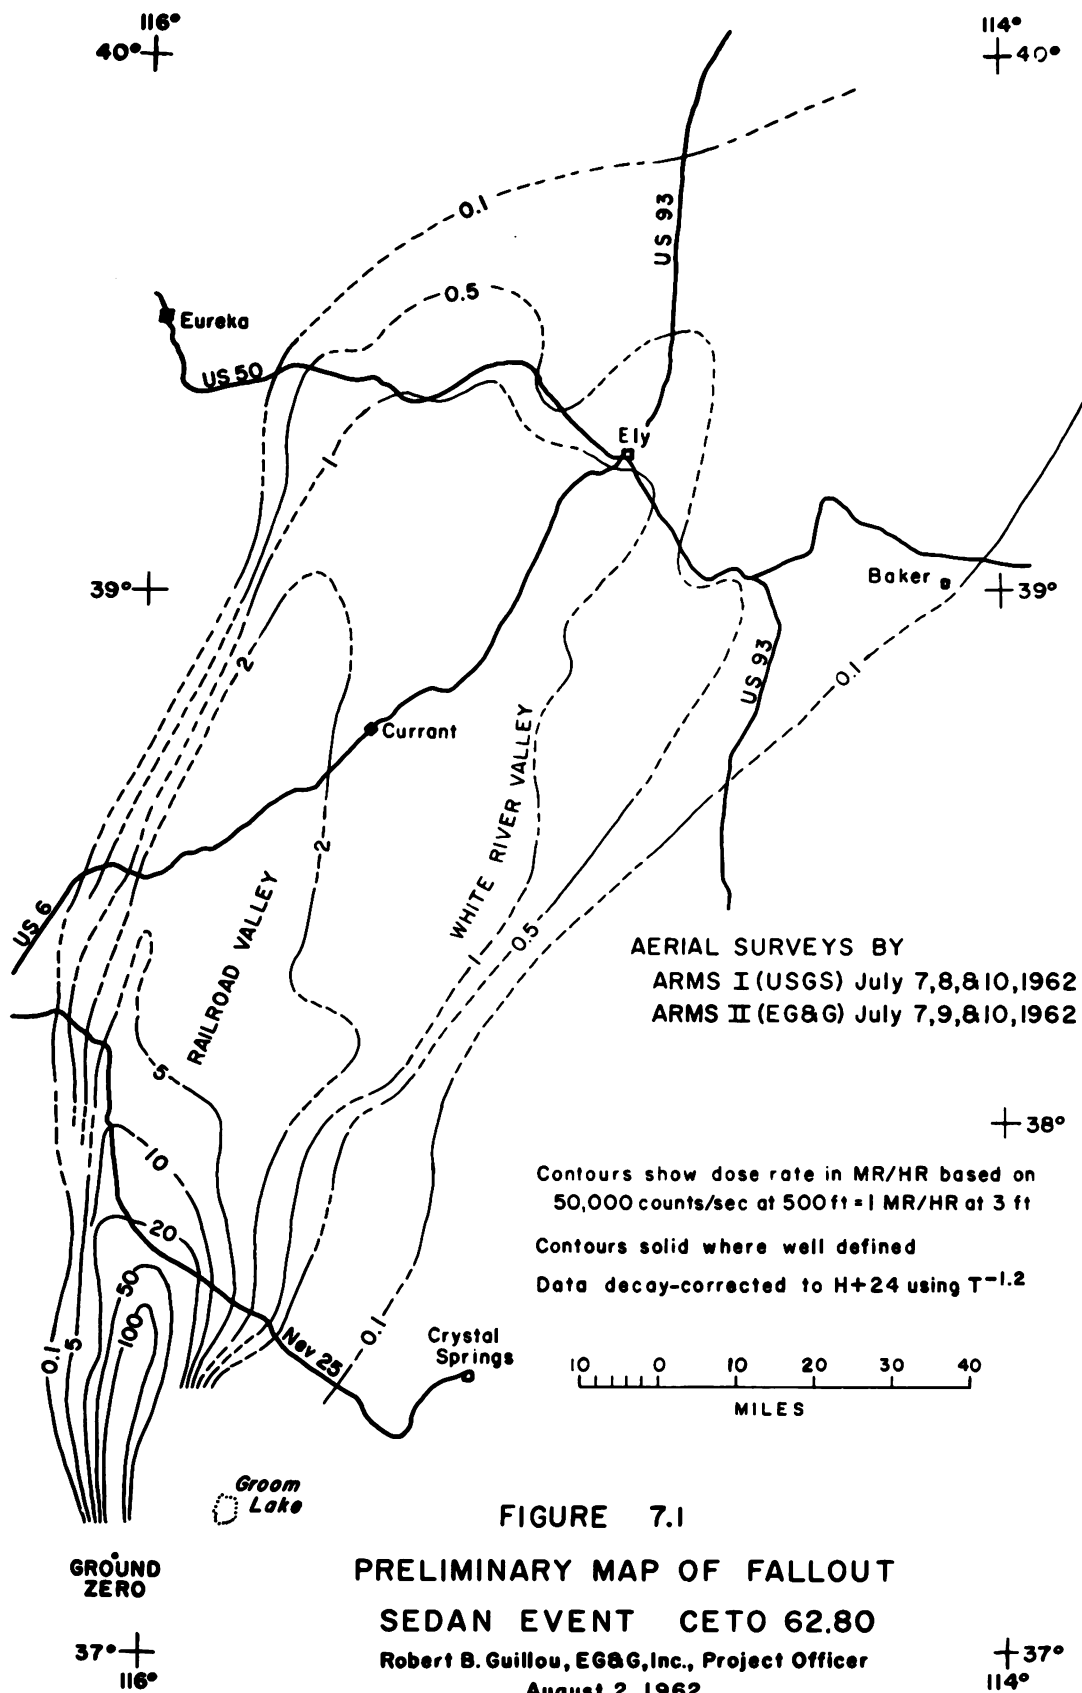 116°
114°
40°
40°
0.1
US 93
0.5
Eureka
US 50
Ely
1
39°
Baker
39°
2
0.1
US 93
Currant
WHITE RIVER VALLEY
2
RAILROAD VALLEY
US 6
1
0.5
AERIAL SURVEYS BY
ARMS I (USGS) July 7,8,&10,1962
ARMS II (EG&G) July 7,9,&10,1962
5
38°
10
Contours show dose rate in MR/HR based on
50,000 counts/sec at 500 ft = 1 MR/HR at 3 ft
20
Contours solid where well defined
50
Data decay-corrected to H+24 using T-1.2
100
0.1
5
Nev 25
0.1
Crystal
Springs
10 0 10 20 30 40
MILES
Groom
Lake
FIGURE 7.1
GROUND
ZERO
PRELIMINARY MAP OF FALLOUT
SEDAN EVENT CETO 62.80
Robert B. Guillou, EG&G, Inc., Project Officer
August 2, 1962
37°
37°
116°
114°